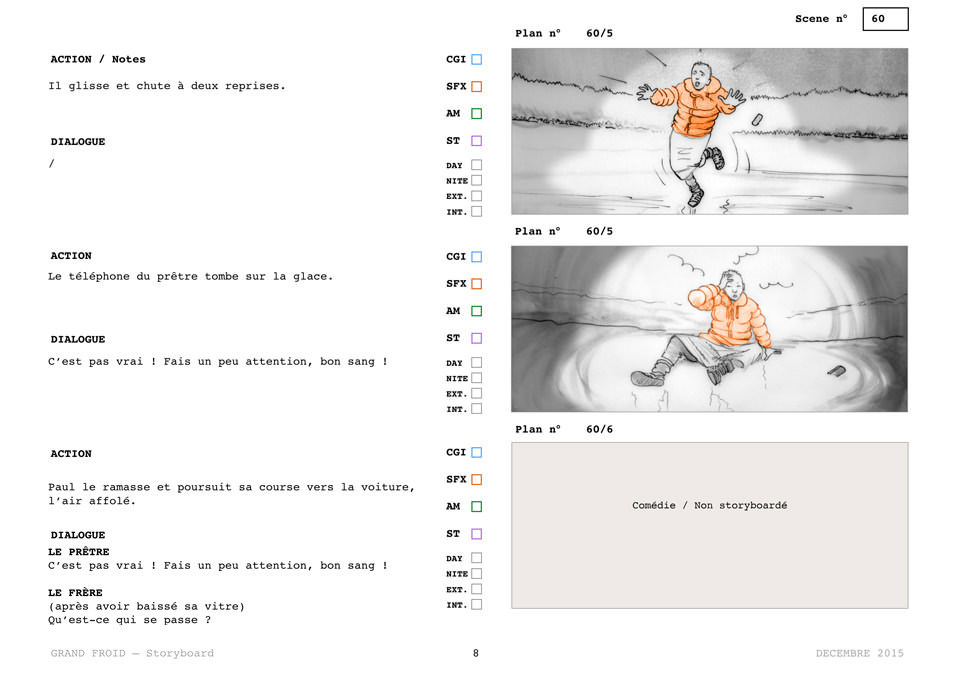 Scene nº 60
Plan nº 60/5
ACTION / Notes
Il glisse et chute à deux reprises.
DIALOGUE
/
CGI
SFX
AM
ST
DAY
NITE
EXT.
INT.
Plan nº 60/5
ACTION
Le téléphone du prêtre tombe sur la glace.
DIALOGUE
C’est pas vrai ! Fais un peu attention, bon sang !
CGI
SFX
AM
ST
DAY
NITE
EXT.
INT.
Plan nº 60/6
ACTION
Paul le ramasse et poursuit sa course vers la voiture,
l’air affolé.
DIALOGUE
LE PRÊTRE
C’est pas vrai ! Fais un peu attention, bon sang !
LE FRÈRE
(après avoir baissé sa vitre)
Qu’est-ce qui se passe ?
CGI
SFX
AM
ST
DAY
NITE
EXT.
INT.
Comédie / Non storyboardé
GRAND FROID – Storyboard
8
DECEMBRE 2015